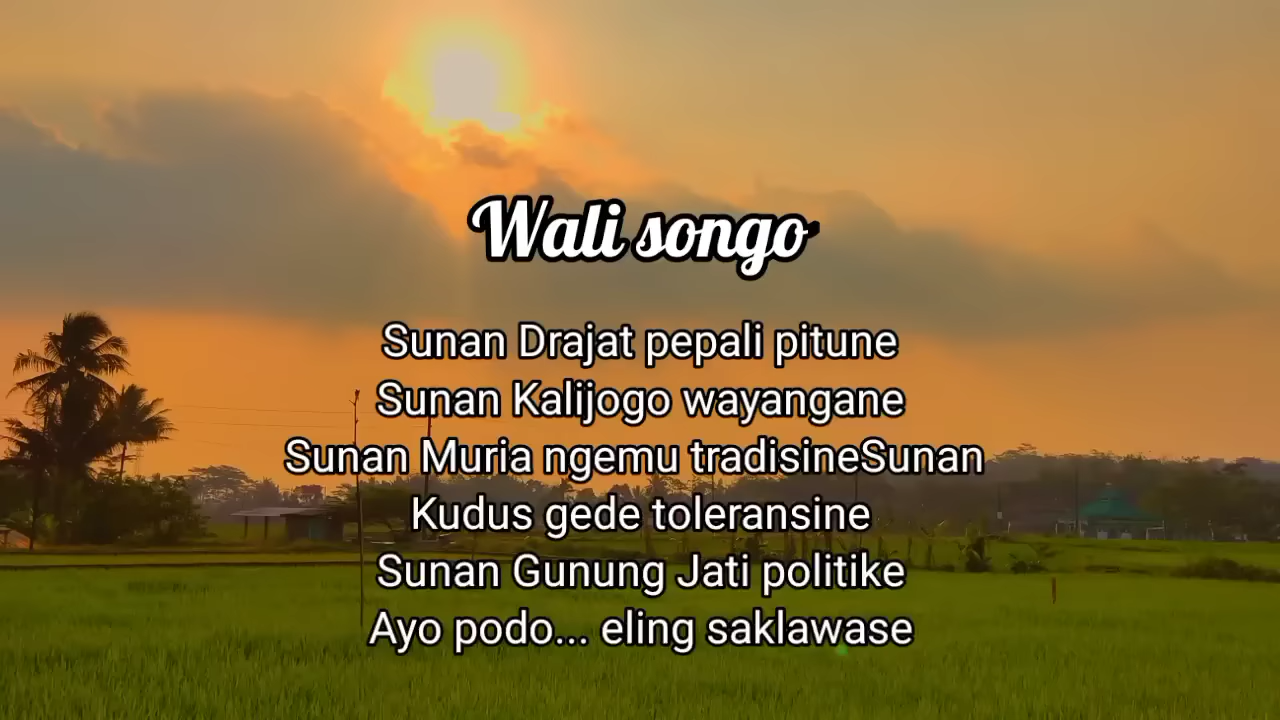 Wali songo
Sunan Drajat pepali pitune
Sunan Kalijogo wayangane
Sunan Muria ngemu tradisineSunan
Kudus gede toleransine
Sunan Gunung Jati politike
Ayo podo... eling saklawase